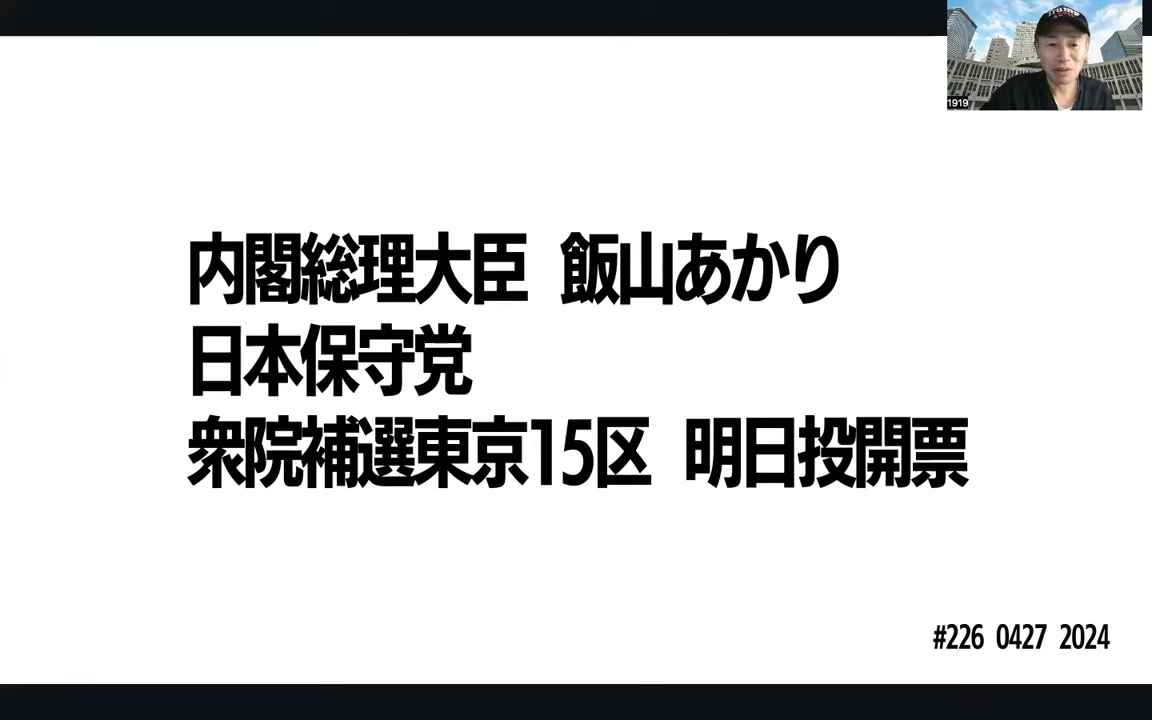 1919
内閣総理大臣 飯山あかり
日本保守党
衆院補選東京15区 明日投開票
#226 0427 2024